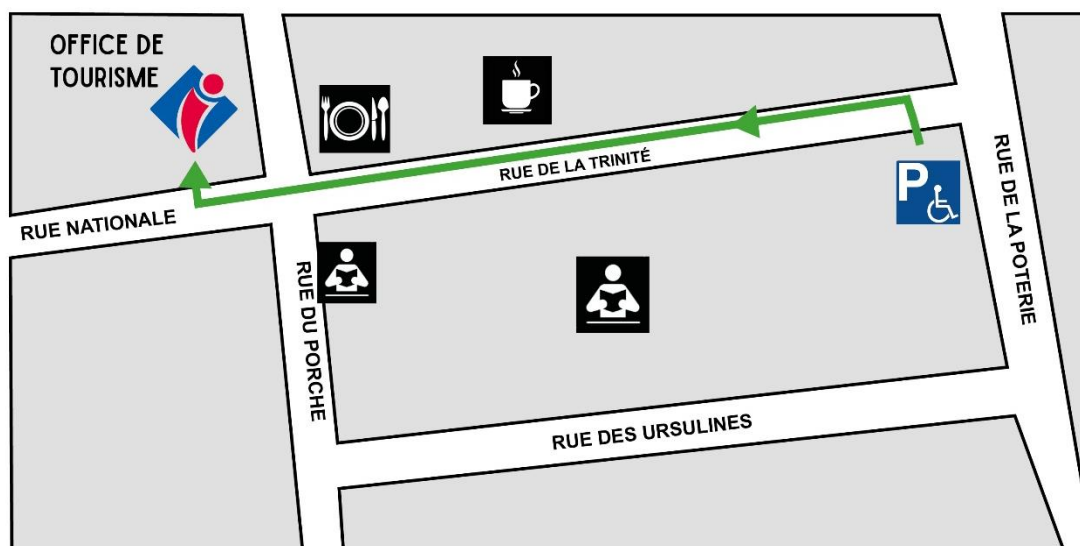 OFFICE DE
TOURISME
RUE DE LA TRINITÉ
P
RUE NATIONALE
RUE DE LA POTERIE
RUE DU PORCHE
RUE DES URSULINES